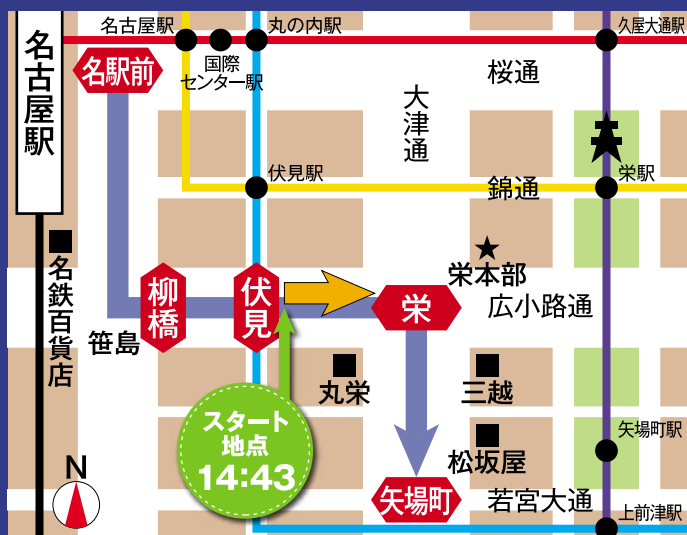 名古屋駅
名古屋駅
国際
センター駅
丸の内駅
久屋大通駅
名駅前
桜通
大津通
伏見駅
錦通
栄駅
名鉄百貨店
笹島
柳橋
伏見
栄
栄本部
広小路通
丸栄
三越
松坂屋
スタート
地点
14:43
矢場町
矢場町駅
若宮大通
上前津駅
N